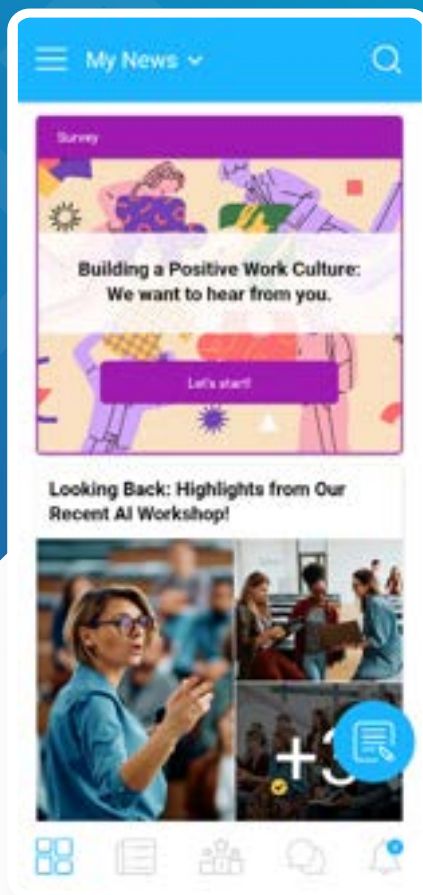 My News
Survey
Building a Positive Work Culture:
We want to hear from you.
Let's start!
Looking Back: Highlights from Our
Recent AI Workshop!
+3